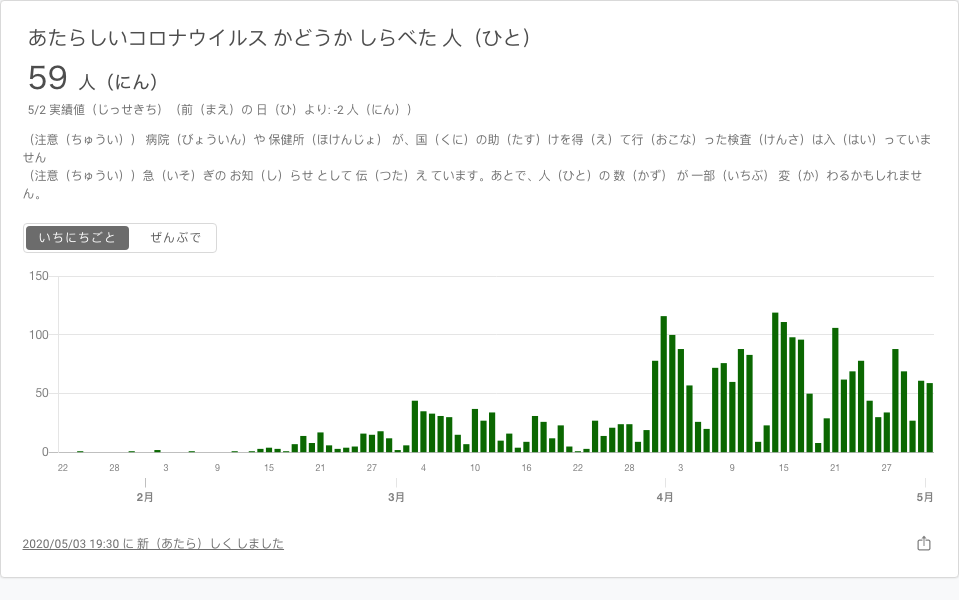 あたらしいコロナウイルス かどうか しらべた 人（ひと）
59 人（にん）
5/2 実績値（じっせきち）（前（まえ）の 日（ひ）より: -2 人（にん））
（注意（ちゅうい）） 病院（びょういん）や 保健所（ほけんじょ） が、国（くに）の助（たす）けを得（え）て行（おこな）った検査（けんさ）は入（はい）っていま
せん
（注意（ちゅうい））急（いそ）ぎの お知（し）らせ として 伝（つた）え ています。あとで、人（ひと）の 数（かず） が 一部（いちぶ） 変（か）わるかもしれませ
ん。
いちにちごと ぜんぶで
150
100
50
0
22 28 3 9 15 21 27 4 10 16 22 28 3 9 15 21 27
2月 3月 4月 5月
2020/05/03 19:30 に 新（あたら）しく しました